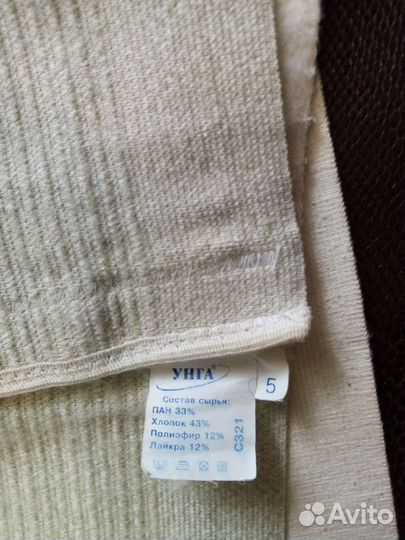 УНГА®
5
Состав сырья:
ПАН 33%
Хлопок 43%
Полиэфир 12%
Лайкра 12%
С321
Avito